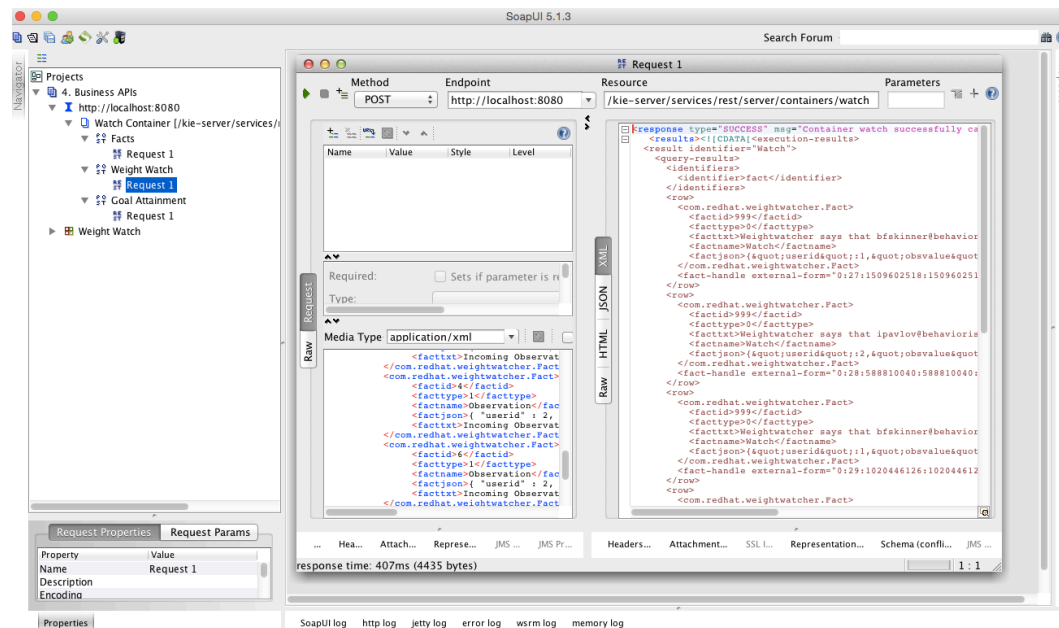 SoapUI 5.1.3
Search Forum
Navigator
Projects
4. Business APIs
http://localhost:8080
Watch Container [/kie-server/services/r
Facts
Request 1
Weight Watch
Request 1
Goal Attainment
Request 1
Weight Watch
Request 1
Method Endpoint Resource Parameters
POST http://localhost:8080 /kie-server/services/rest/server/containers/watch
Name Value Style Level
Required: Sets if parameter is re
Type:
Request
Raw
Media Type application/xml
<facttxt>Incoming Observat
</com.redhat.weightwatcher.Fact
<com.redhat.weightwatcher.Fact>
<factid>4</factid>
<facttype>1</facttype>
<factname>Observation</fac
<factjson>{ "userid" : 2,
<facttxt>Incoming Observat
</com.redhat.weightwatcher.Fact
<com.redhat.weightwatcher.Fact>
<factid>6</factid>
<facttype>1</facttype>
<factname>Observation</fac
<factjson>{ "userid" : 2,
<facttxt>Incoming Observat
</com.redhat.weightwatcher.Fact
XML
JSON
HTML
Raw
<response type="SUCCESS" msg="Container watch successfully ca
<results><![CDATA[<execution-results>
<result identifier="Watch">
<query-results>
<identifiers>
<identifier>fact</identifier>
</identifiers>
<row>
<com.redhat.weightwatcher.Fact>
<factid>999</factid>
<facttype>0</facttype>
<facttxt>Weightwatcher says that bfskinner@behavior
<factname>Watch</factname>
<factjson>{&quot;userid&quot;:1,&quot;obsvalue&quot
</com.redhat.weightwatcher.Fact>
<fact-handle external-form="0:27:1509602518:150960251
</row>
<row>
<com.redhat.weightwatcher.Fact>
<factid>999</factid>
<facttype>0</facttype>
<facttxt>Weightwatcher says that ipavlov@behavioris
<factname>Watch</factname>
<factjson>{&quot;userid&quot;:2,&quot;obsvalue&quot
</com.redhat.weightwatcher.Fact>
<fact-handle external-form="0:28:588810040:588810040:
</row>
<row>
<com.redhat.weightwatcher.Fact>
<factid>999</factid>
<facttype>0</facttype>
<facttxt>Weightwatcher says that bfskinner@behavior
<factname>Watch</factname>
<factjson>{&quot;userid&quot;:1,&quot;obsvalue&quot
</com.redhat.weightwatcher.Fact>
<fact-handle external-form="0:29:1020446126:102044612
</row>
<row>
<com.redhat.weightwatcher.Fact>
... Hea... Attach... Represe... JMS ... JMS Pr...
Headers... Attachment... SSL I... Representation... Schema (confli... JMS ...
response time: 407ms (4435 bytes) 1 : 1
Request Properties Request Params
Property Value
Name Request 1
Description
Encoding
Properties
SoapUI log http log jetty log error log wsrm log memory log